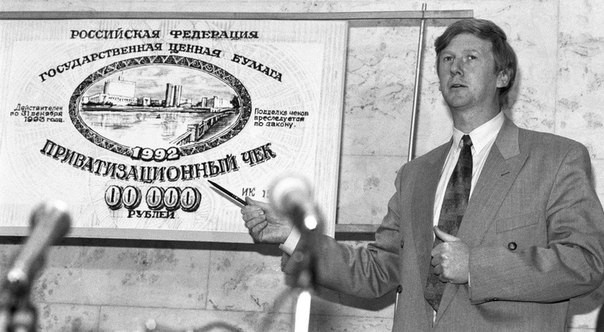 РОССИЙСКАЯ ФЕДЕРАЦИЯ
ГОСУДАРСТВЕННАЯ ЦЕННАЯ БУМАГА
Действителен
по 31 декабря
1993 года.
Подделка чеков
преследуется
по закону.
1992
ПРИВАТИЗАЦИОННЫЙ ЧЕК
10 000
РУБЛЕЙ